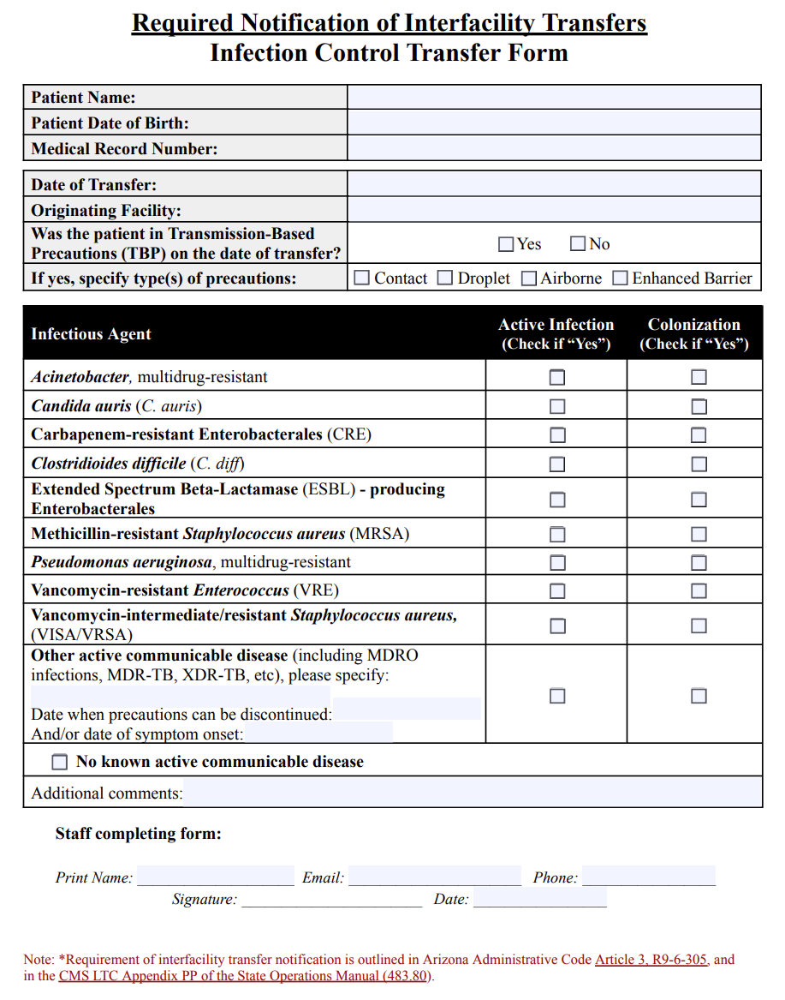 Required Notification of Interfacility Transfers
Infection Control Transfer Form
Patient Name:
Patient Date of Birth:
Medical Record Number:
Date of Transfer:
Originating Facility:
Was the patient in Transmission-Based
Precautions (TBP) on the date of transfer?
Yes No
If yes, specify type(s) of precautions: Contact Droplet Airborne Enhanced Barrier
Infectious Agent
Active Infection
(Check if “Yes”)
Colonization
(Check if “Yes”)
Acinetobacter, multidrug-resistant
Candida auris (C. auris)
Carbapenem-resistant Enterobacterales (CRE)
Clostridioides difficile (C. diff)
Extended Spectrum Beta-Lactamase (ESBL) - producing
Enterobacterales
Methicillin-resistant Staphylococcus aureus (MRSA)
Pseudomonas aeruginosa, multidrug-resistant
Vancomycin-resistant Enterococcus (VRE)
Vancomycin-intermediate/resistant Staphylococcus aureus,
(VISA/VRSA)
Other active communicable disease (including MDRO
infections, MDR-TB, XDR-TB, etc), please specify:
Date when precautions can be discontinued:
And/or date of symptom onset:
No known active communicable disease
Additional comments:
Staff completing form:
Print Name: Email: Phone:
Signature: Date:
Note: *Requirement of interfacility transfer notification is outlined in Arizona Administrative Code Article 3, R9-6-305, and
in the CMS LTC Appendix PP of the State Operations Manual (483.80).